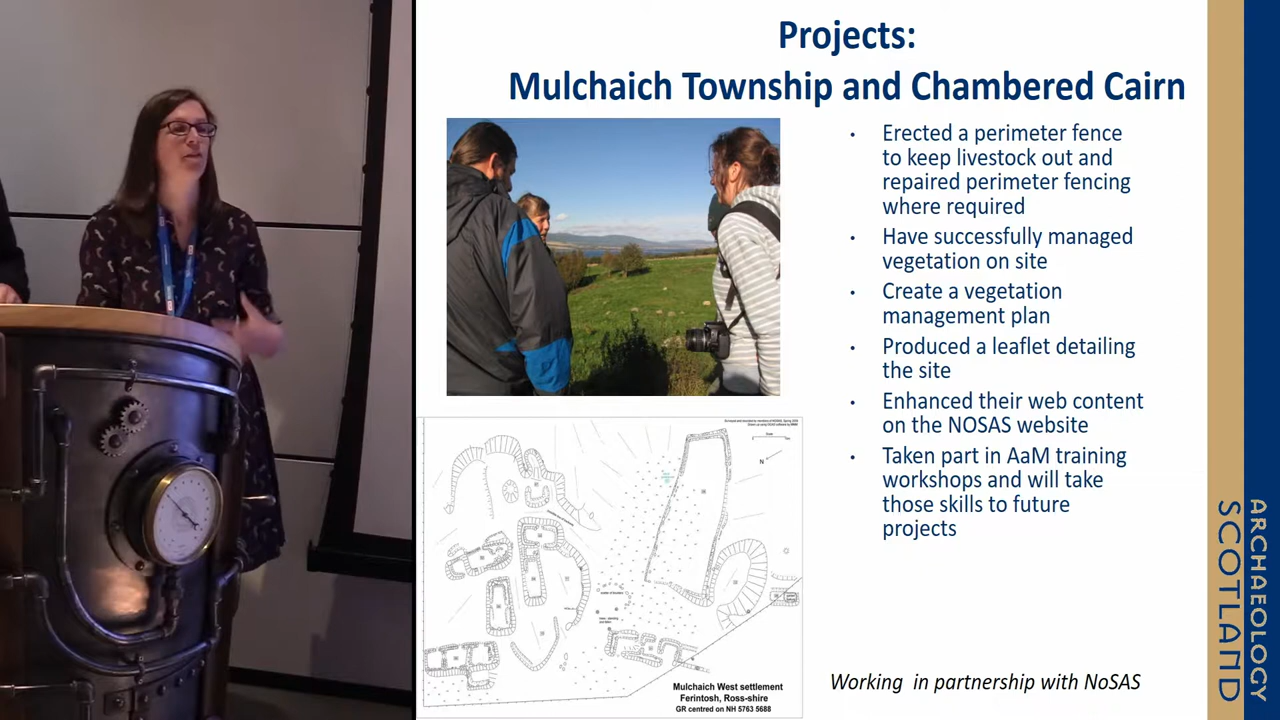 Projects:
Mulchaich Township and Chambered Cairn
• Erected a perimeter fence
to keep livestock out and
repaired perimeter fencing
where required
• Have successfully managed
vegetation on site
• Create a vegetation
management plan
• Produced a leaflet detailing
the site
• Enhanced their web content
on the NOSAS website
• Taken part in AaM training
workshops and will take
those skills to future
projects
N
Mulchaich West settlement
Ferintosh, Ross-shire
GR centred on NH 5763 5688
Working in partnership with NoSAS
ARCHAEOLOGY
SCOTLAND